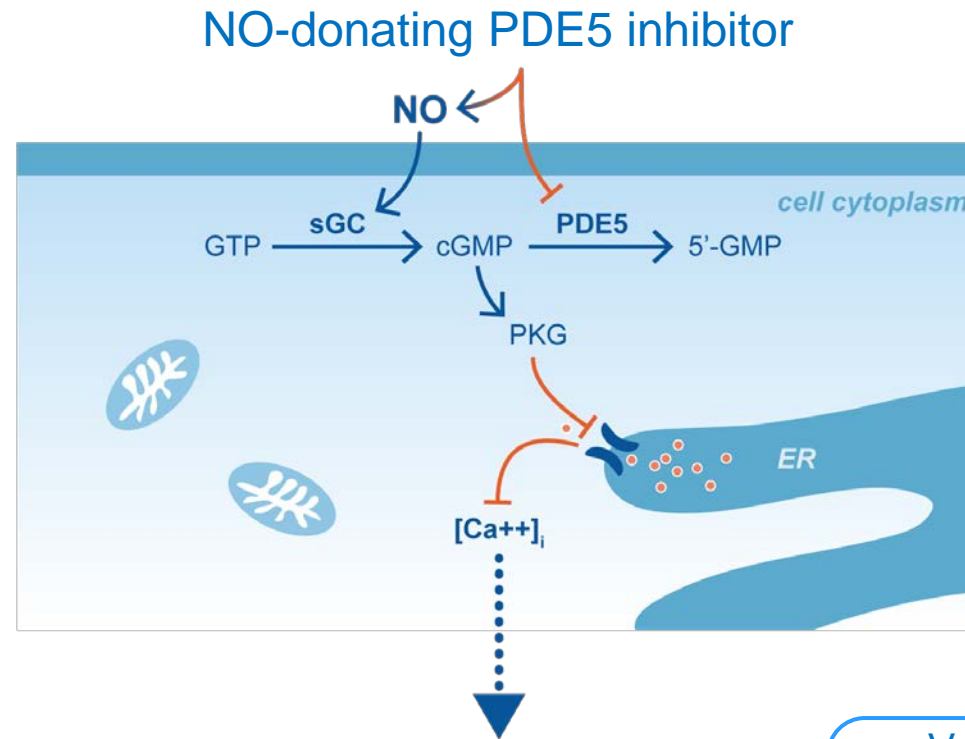 NO-donating PDE5 inhibitor
NO
cell cytoplasm
sGC
PDE5
GTP
cGMP
5'-GMP
PKG
ER
[Ca++]i
V